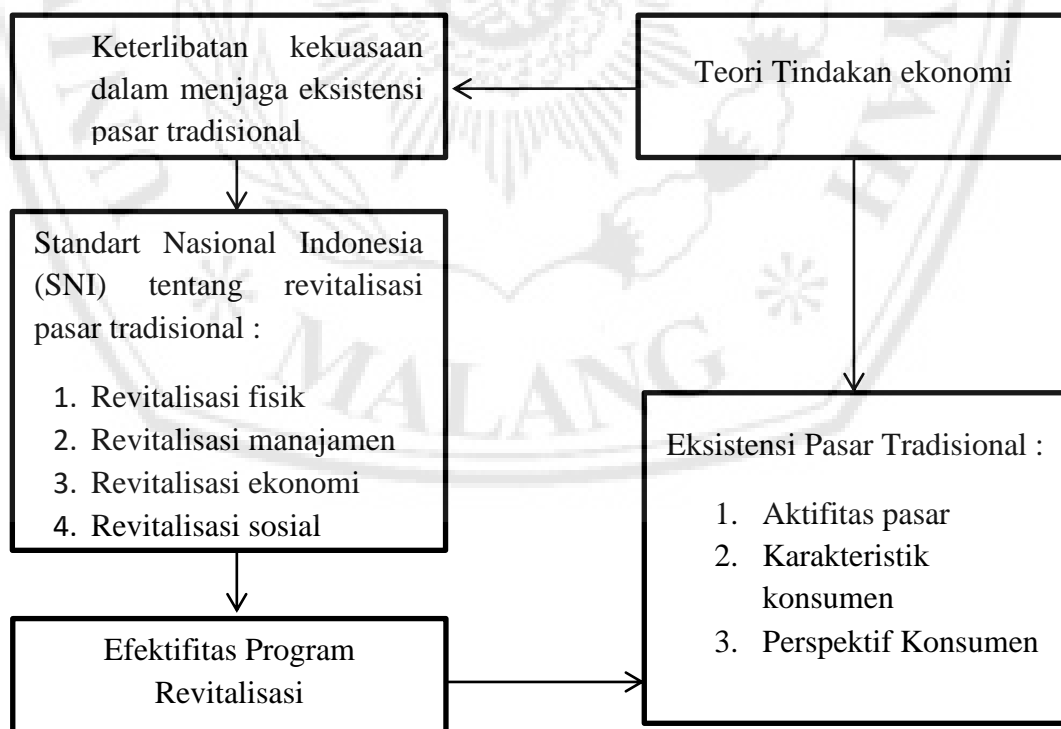 Keterlibatan kekuasaan
dalam menjaga eksistensi
pasar tradisional
Teori Tindakan ekonomi
Standart Nasional Indonesia
(SNI) tentang revitalisasi
pasar tradisional :
1. Revitalisasi fisik
2. Revitalisasi manajamen
3. Revitalisasi ekonomi
4. Revitalisasi sosial
Efektifitas Program
Revitalisasi
Eksistensi Pasar Tradisional :
1. Aktifitas pasar
2. Karakteristik
konsumen
3. Perspektif Konsumen
MALANG